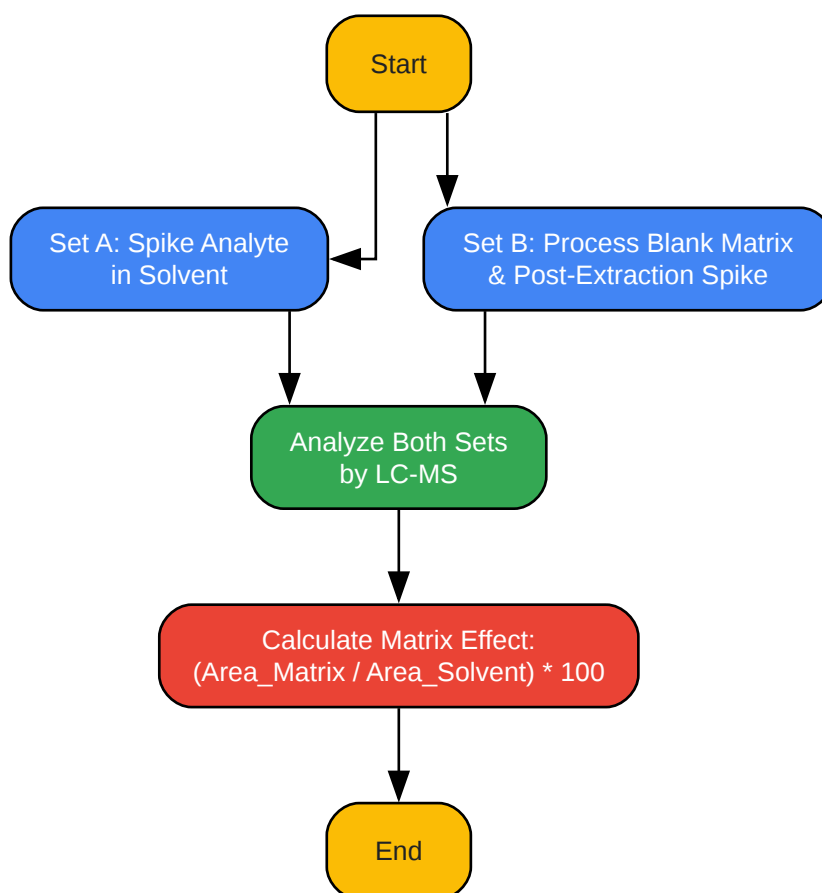 Start
Set A: Spike Analyte
in Solvent
Set B: Process Blank Matrix
& Post-Extraction Spike
Analyze Both Sets
by LC-MS
Calculate Matrix Effect:
(Area_Matrix / Area_Solvent) * 100
End